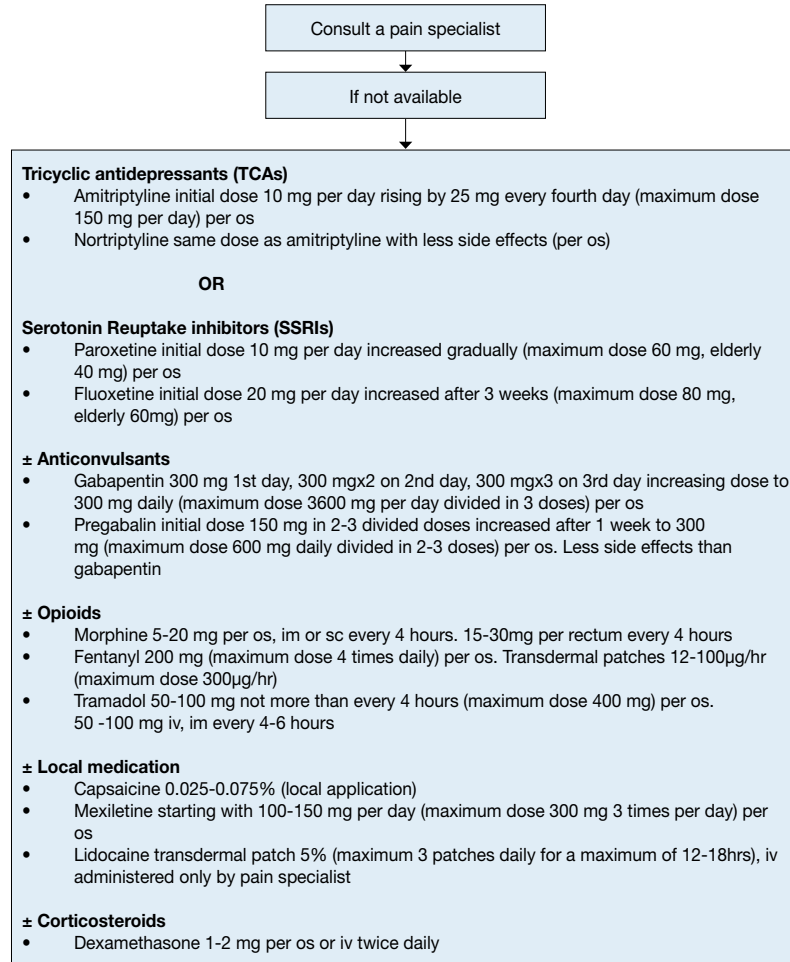 Consult a pain specialist
If not available
Tricyclic antidepressants (TCAs)
• Amitriptyline initial dose 10 mg per day rising by 25 mg every fourth day (maximum dose
150 mg per day) per os
• Nortriptyline same dose as amitriptyline with less side effects (per os)
OR
Serotonin Reuptake inhibitors (SSRIs)
• Paroxetine initial dose 10 mg per day increased gradually (maximum dose 60 mg, elderly
40 mg) per os
• Fluoxetine initial dose 20 mg per day increased after 3 weeks (maximum dose 80 mg,
elderly 60mg) per os
± Anticonvulsants
• Gabapentin 300 mg 1st day, 300 mgx2 on 2nd day, 300 mgx3 on 3rd day increasing dose to
300 mg daily (maximum dose 3600 mg per day divided in 3 doses) per os
• Pregabalin initial dose 150 mg in 2-3 divided doses increased after 1 week to 300
mg (maximum dose 600 mg daily divided in 2-3 doses) per os. Less side effects than
gabapentin
± Opioids
• Morphine 5-20 mg per os, im or sc every 4 hours. 15-30mg per rectum every 4 hours
• Fentanyl 200 mg (maximum dose 4 times daily) per os. Transdermal patches 12-100µg/hr
(maximum dose 300µg/hr)
• Tramadol 50-100 mg not more than every 4 hours (maximum dose 400 mg) per os.
50 -100 mg iv, im every 4-6 hours
± Local medication
• Capsaicine 0.025-0.075% (local application)
• Mexiletine starting with 100-150 mg per day (maximum dose 300 mg 3 times per day) per
os
• Lidocaine transdermal patch 5% (maximum 3 patches daily for a maximum of 12-18hrs), iv
administered only by pain specialist
± Corticosteroids
• Dexamethasone 1-2 mg per os or iv twice daily